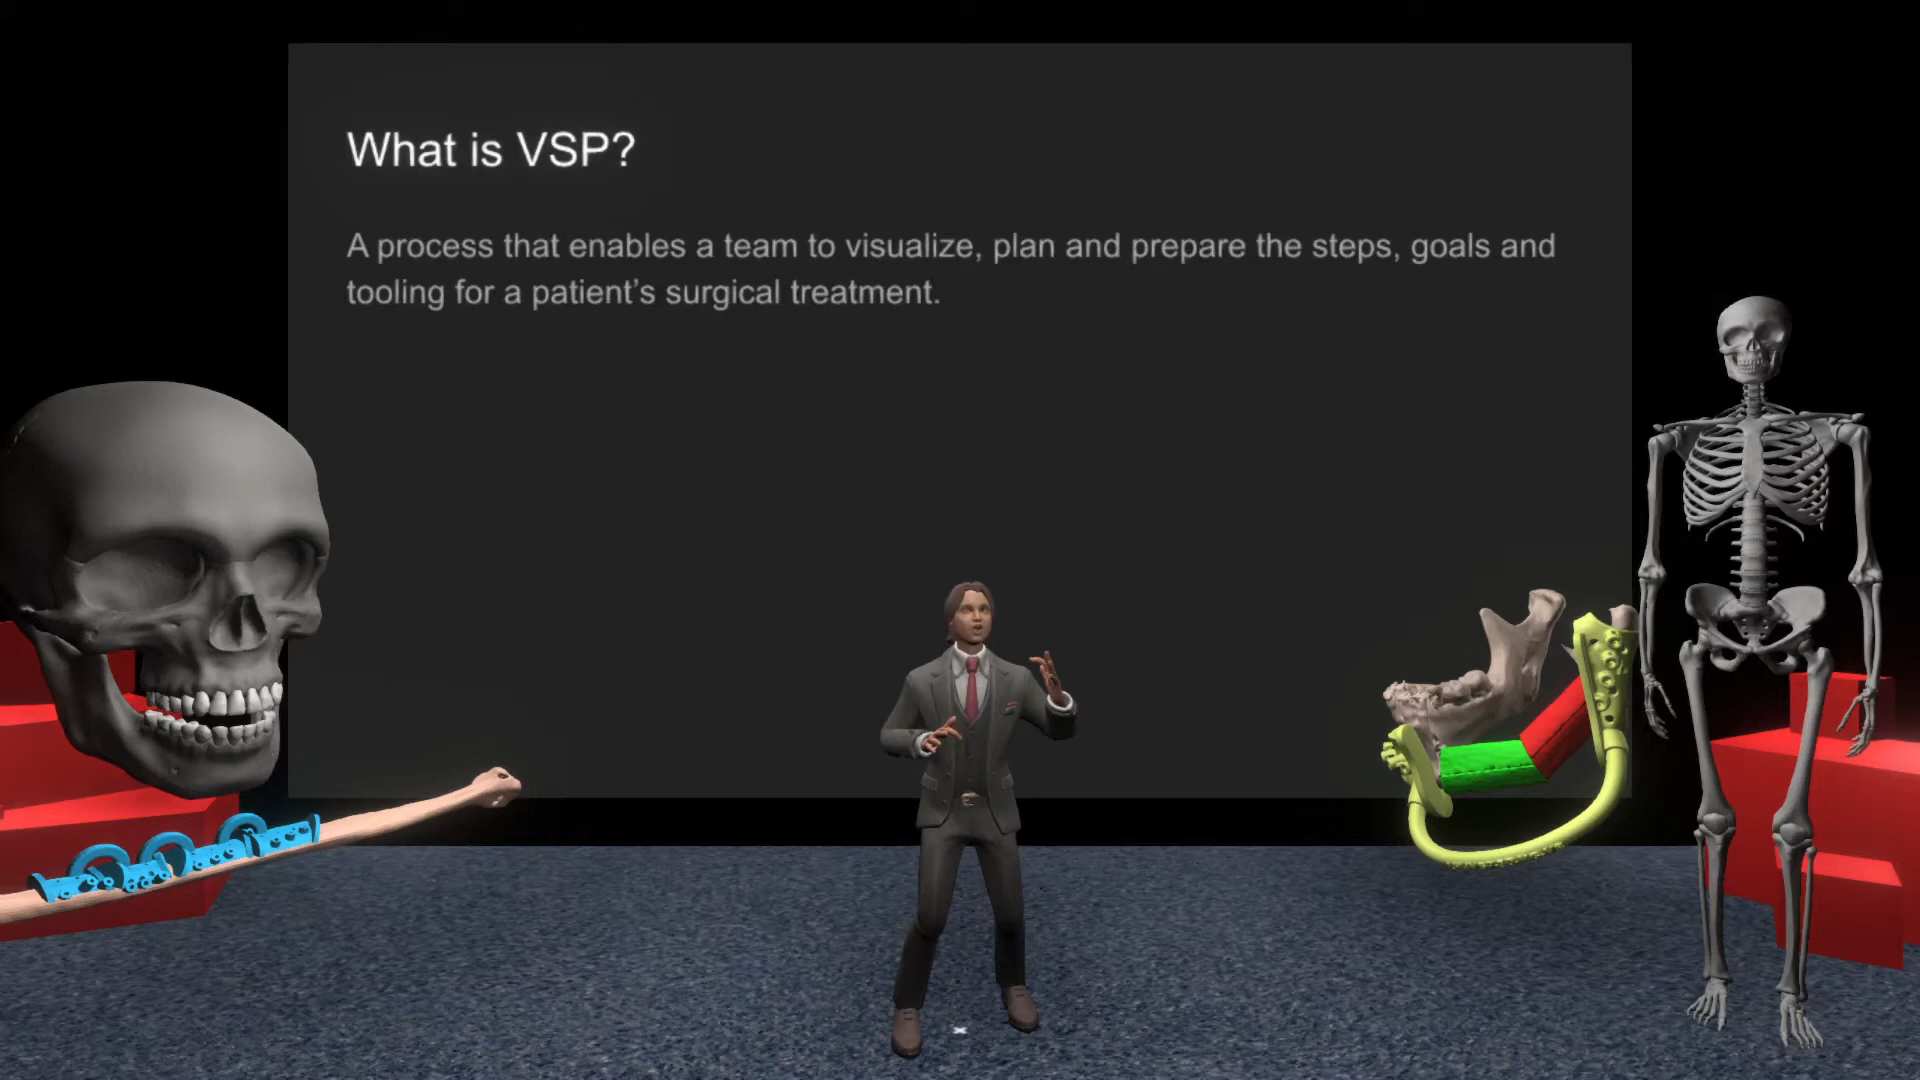 What is VSP?
A process that enables a team to visualize, plan and prepare the steps, goals and
tooling for a patient’s surgical treatment.